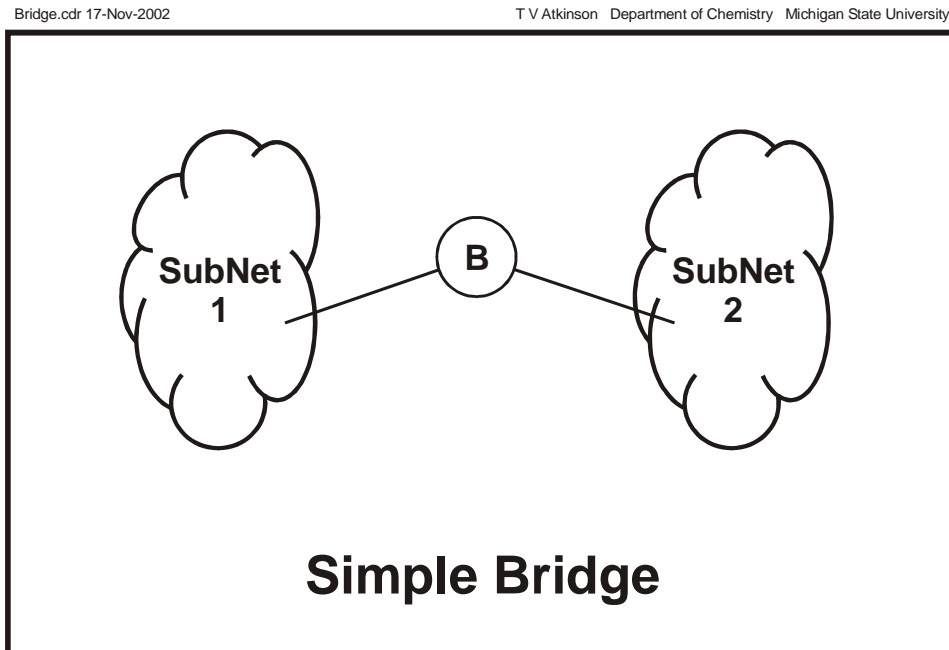 Bridge.cdr 17-Nov-2002
T V Atkinson Department of Chemistry Michigan State University
SubNet
1
B
SubNet
2
Simple Bridge